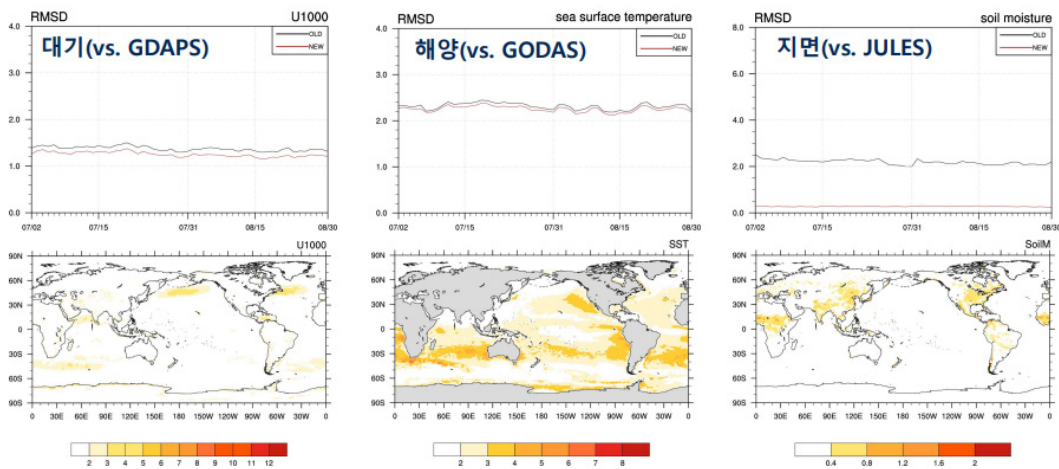 RMSD U1000
대기(vs. GDAPS)
OLD
NEW
4.0
3.0
2.0
1.0
0.0
07/02 07/15 07/31 08/15 08/30
RMSD sea surface temperature
해양(vs. GODAS)
OLD
NEW
4.0
3.0
2.0
1.0
0.0
07/02 07/15 07/31 08/15 08/30
RMSD soil moisture
지면(vs. JULES)
OLD
NEW
8.0
6.0
4.0
2.0
0.0
07/02 07/15 07/31 08/15 08/30
U1000
90N
60N
30N
0
30S
60S
90S
0 30E 60E 90E 120E 150E 180 150W 120W 90W 60W 30W 0
2 3 4 5 6 7 8 9 10 11 12
SST
90N
60N
30N
0
30S
60S
90S
0 30E 60E 90E 120E 150E 180 150W 120W 90W 60W 30W 0
2 3 4 5 6 7 8
SoilM
90N
60N
30N
0
30S
60S
90S
0 30E 60E 90E 120E 150E 180 150W 120W 90W 60W 30W 0
0.4 0.8 1.2 1.6 2